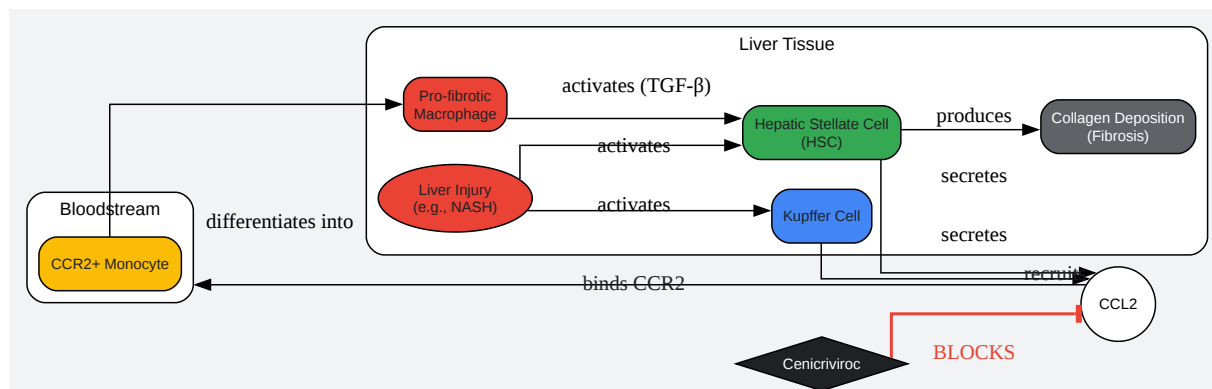 Liver Tissue
Pro-fibrotic
Macrophage
activates (TGF-β)
Hepatic Stellate Cell
(HSC)
produces
Collagen Deposition
(Fibrosis)
activates
secretes
Liver Injury
(e.g., NASH)
activates
Kupffer Cell
secretes
Bloodstream
differentiates into
CCR2+ Monocyte
binds CCR2
recruit
CCL2
BLOCKS
Cenicriviroc